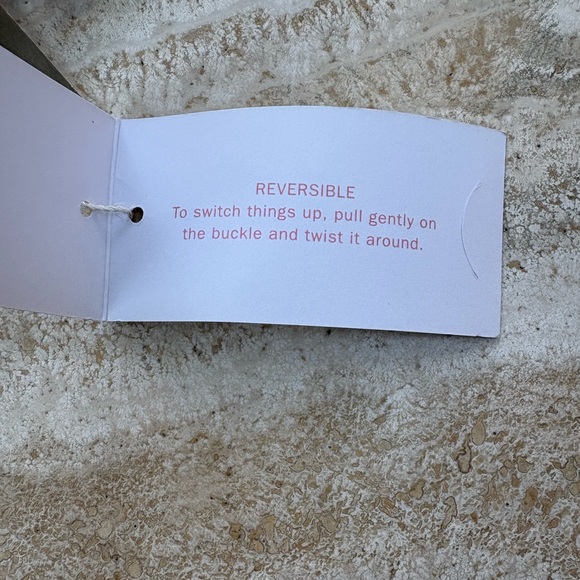 REVERSIBLE
To switch things up, pull gently on
the buckle and twist it around.